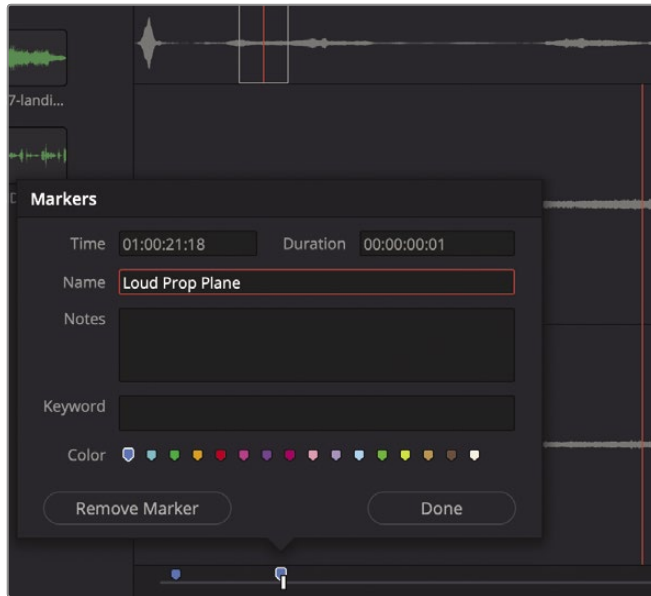 7-landi...
Markers
Time 01:00:21:18 Duration 00:00:00:01
Name Loud Prop Plane
Notes
Keyword
Color
Remove Marker Done